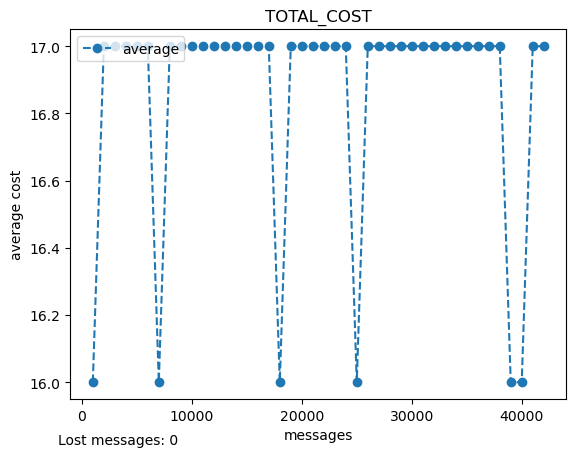 TOTAL_COST
average
average cost
17.0
16.8
16.6
16.4
16.2
16.0
0
10000
20000
30000
40000
messages
Lost messages: 0